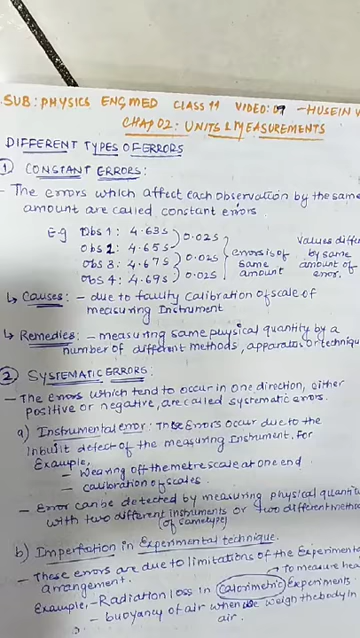 SUB: PHYSICS ENGMED CLASS 11 VIDEO: 07 - HUSEIN
CHAP 02: UNITS & MEASUREMENTS
DIFFERENT TYPES OF ERRORS
① CONSTANT ERRORS:
- The errors which affect each observation by the same
amount are called constant errors.
Eg Obs 1: 4.63s
Obs 2: 4.65s
Obs 3: 4.67s
Obs 4: 4.69s
0.02s
0.02s
0.02s
error is of
same
amount
values differ
by same
amount of
error.
↳ Causes: - due to faulty Calibration of scale of
measuring Instrument
↳ Remedies: - measuring same physical quantity by a
number of different methods, apparatus or technique
② SYSTEMATIC ERRORS:
- The errors which tend to occur in one direction, either
positive or negative, are called systematic errors.
a) Instrumental error: These Errors occur due to the
inbuilt defect of the measuring Instrument. For
Example,
- Wearing off the metre scale at one end
- calibration of scales.
- Error can be detected by measuring physical
with two different instruments or two different
(of same type)
b) Imperfection in Experimental technique.
- These errors are due to limitations of the
arrangement.
→ To measure
Example, - Radiation loss in Calorimetric Experiments
- buoyancy of air when we weigh the body in
air.